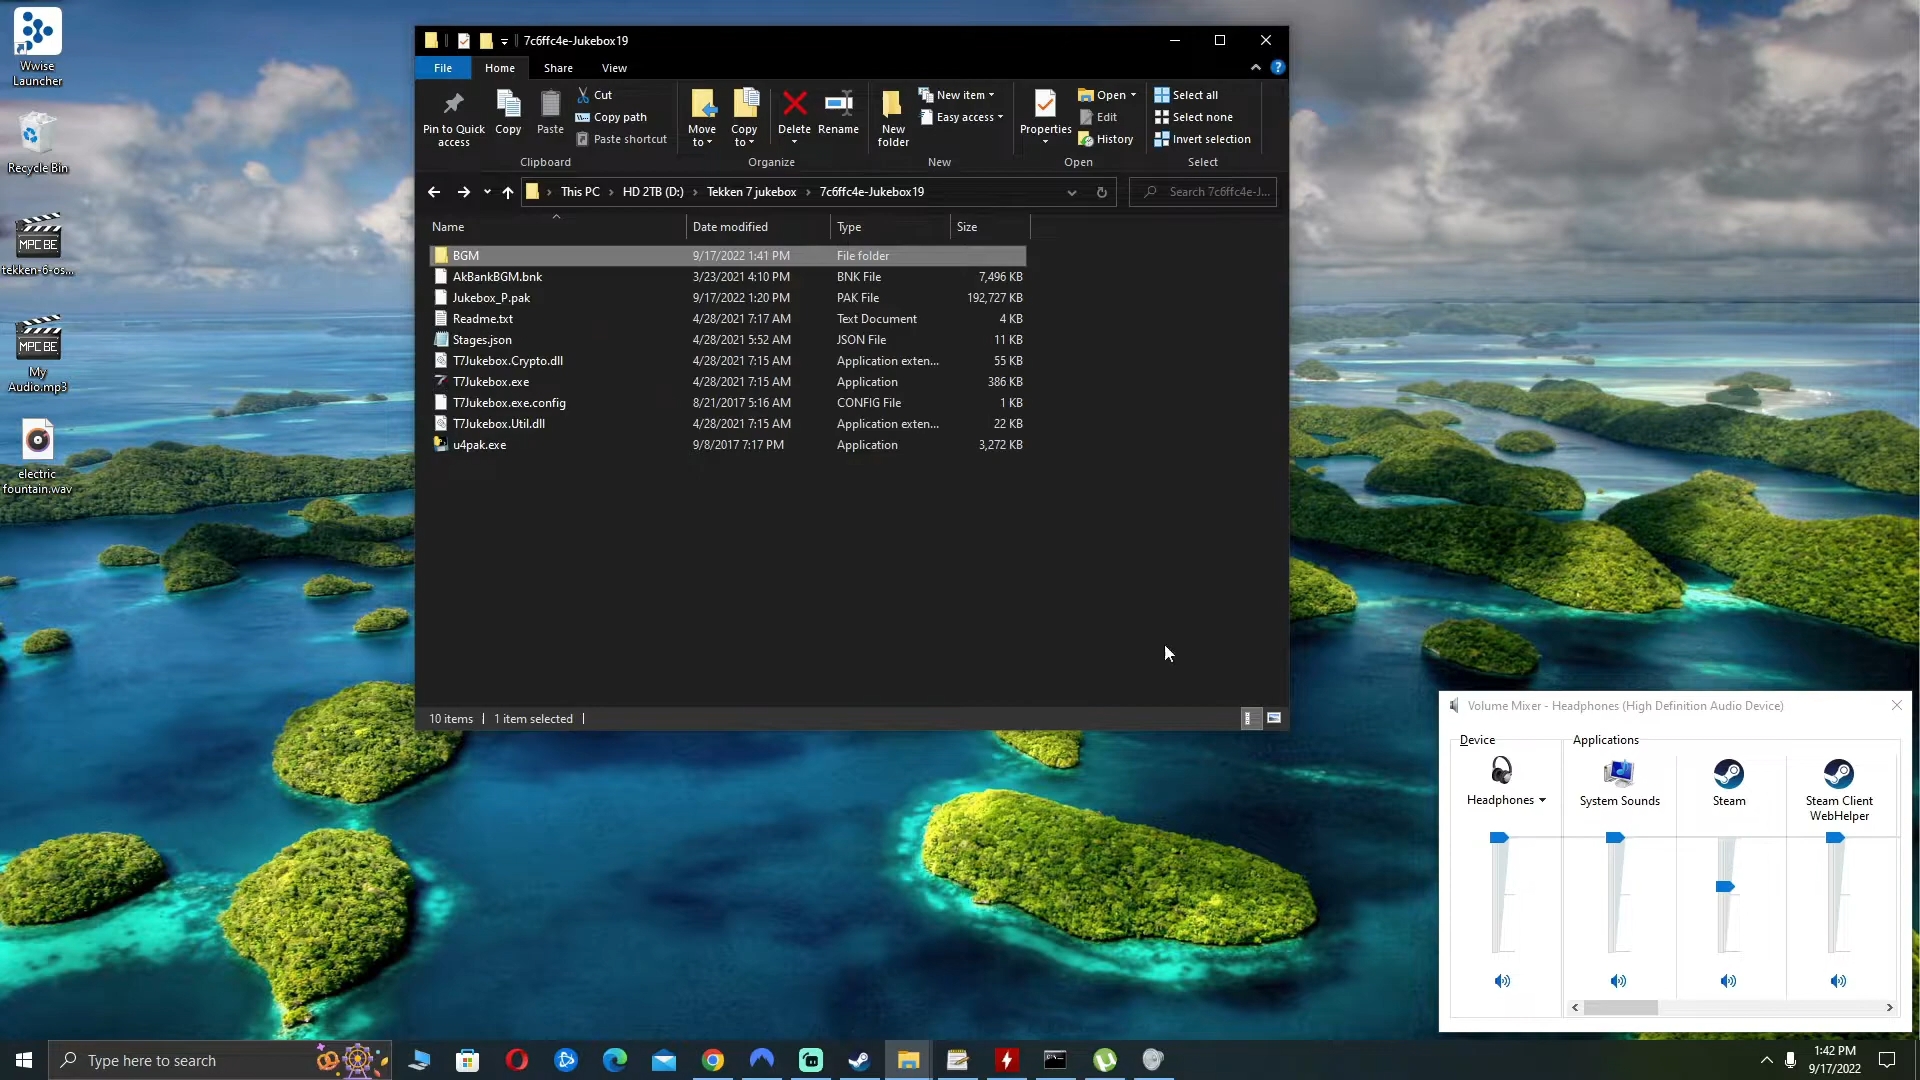 Wwise
Launcher
Recycle Bin
MPC BE
tekken-6-os...
MPC BE
My
Audio.mp3
electric
fountain.wav
7c6ffc4e-Jukebox19
File
Home
Share
View
Pin to Quick
access
Copy
Paste
Cut
Copy path
Paste shortcut
Clipboard
Move
to
Copy
to
Delete
Rename
Organize
New
folder
New item
Easy access
New
Properties
Open
Edit
History
Open
Select all
Select none
Invert selection
Select
This PC > HD 2TB (D:) > Tekken 7 jukebox > 7c6ffc4e-Jukebox19
Search 7c6ffc4e-J...
Name Date modified Type Size
BGM 9/17/2022 1:41 PM File folder
AkBankBGM.bnk 3/23/2021 4:10 PM BNK File 7,496 KB
Jukebox_P.pak 9/17/2022 1:20 PM PAK File 192,727 KB
Readme.txt 4/28/2021 7:17 AM Text Document 4 KB
Stages.json 4/28/2021 5:52 AM JSON File 11 KB
T7Jukebox.Crypto.dll 4/28/2021 7:15 AM Application exten... 55 KB
T7Jukebox.exe 4/28/2021 7:15 AM Application 386 KB
T7Jukebox.exe.config 8/21/2017 5:16 AM CONFIG File 1 KB
T7Jukebox.Util.dll 4/28/2021 7:15 AM Application exten... 22 KB
u4pak.exe 9/8/2017 7:17 PM Application 3,272 KB
10 items
1 item selected
Volume Mixer - Headphones (High Definition Audio Device)
Device
Applications
Headphones
System Sounds
Steam
Steam Client
WebHelper
Type here to search
1:42 PM
9/17/2022